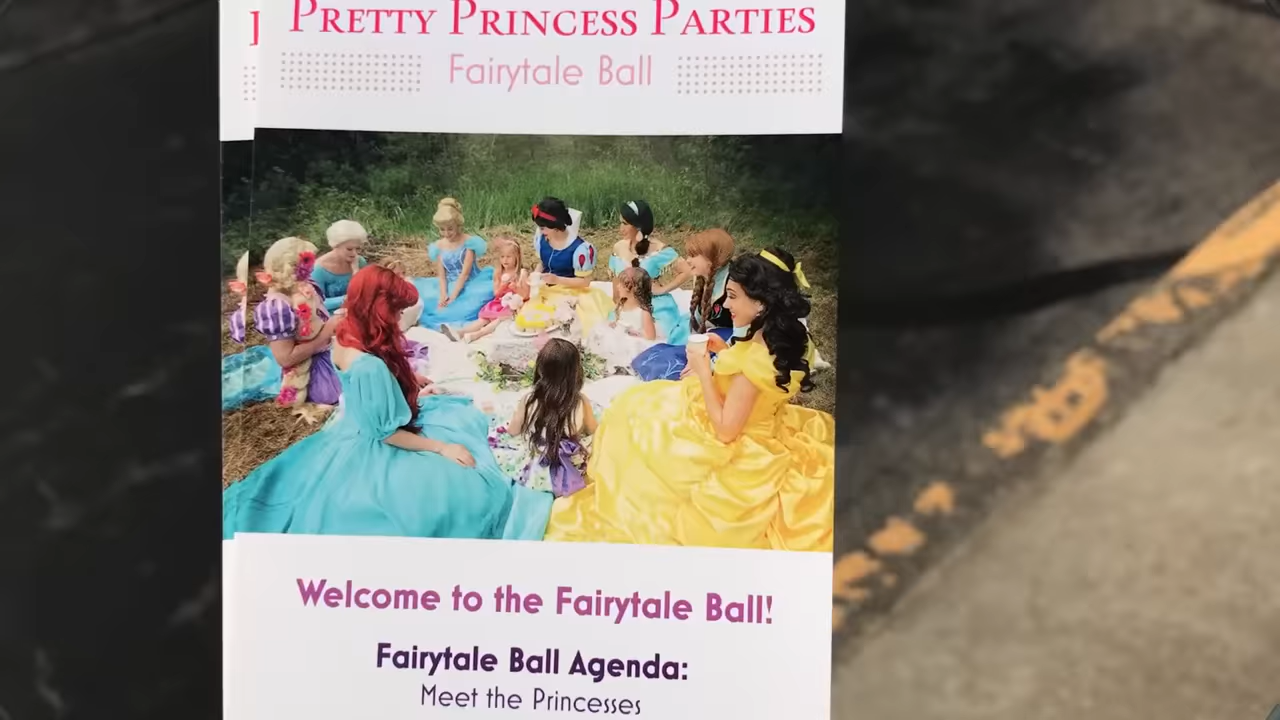 Pretty Princess Parties
Fairytale Ball
Welcome to the Fairytale Ball!
Fairytale Ball Agenda:
Meet the Princesses